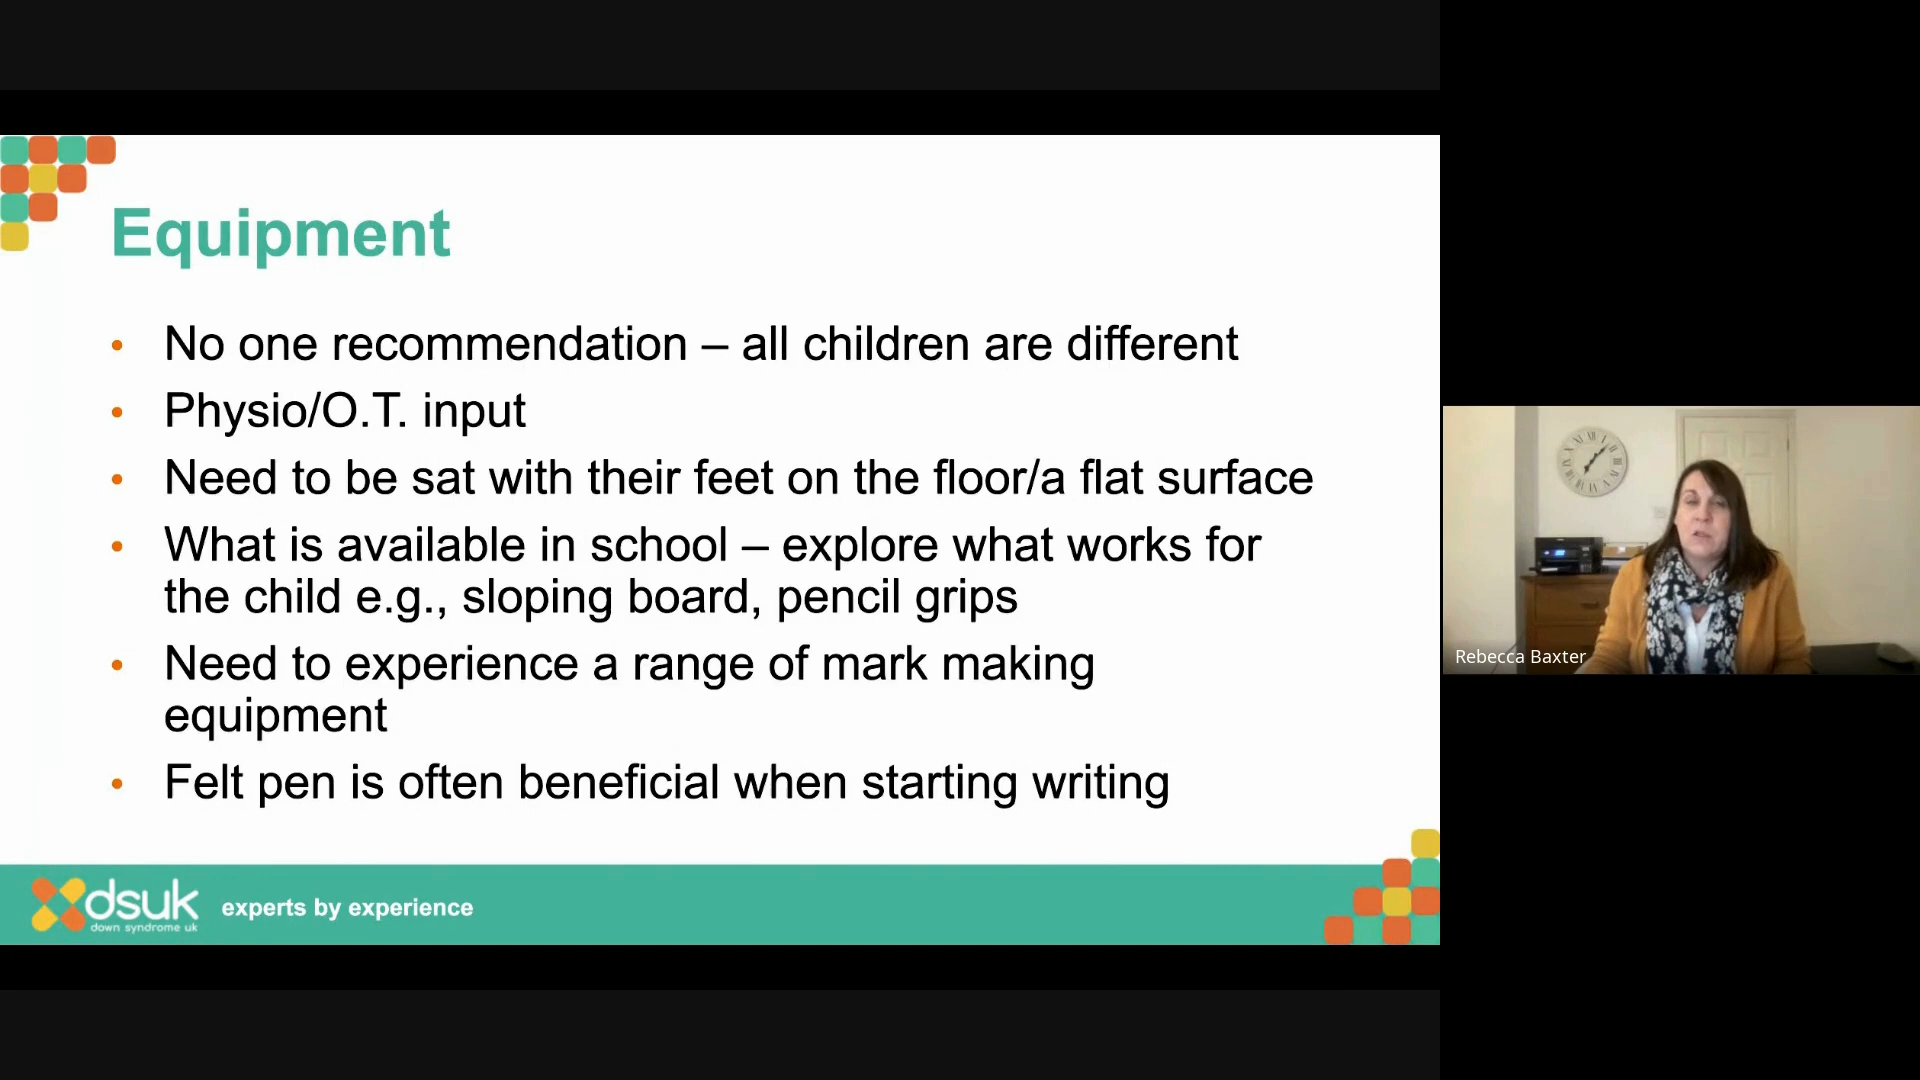 Equipment
• No one recommendation – all children are different
• Physio/O.T. input
• Need to be sat with their feet on the floor/a flat surface
• What is available in school – explore what works for
the child e.g., sloping board, pencil grips
• Need to experience a range of mark making
equipment
• Felt pen is often beneficial when starting writing
dsuk
down syndrome uk
experts by experience
Rebecca Baxter